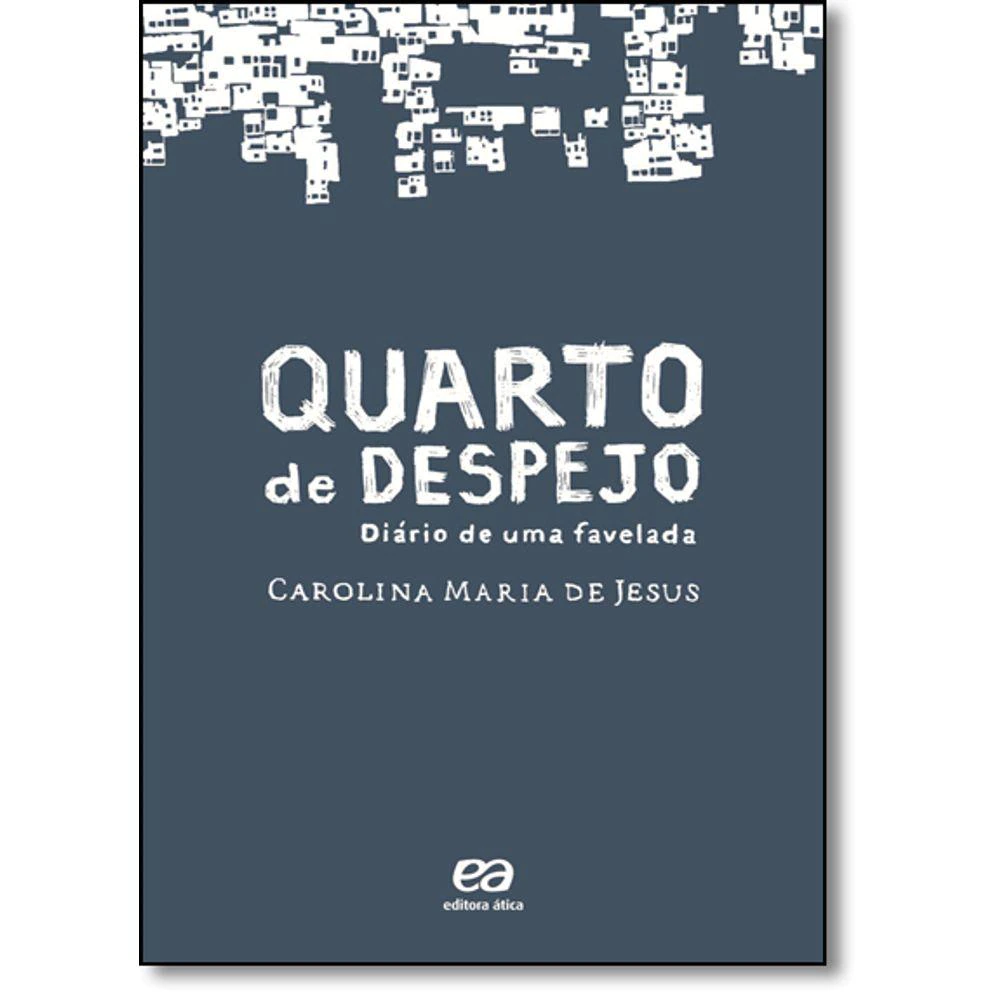 QUARTO
de DESPEJO
Diário de uma favelada
CAROLINA MARIA DE JESUS
ea
editora ática